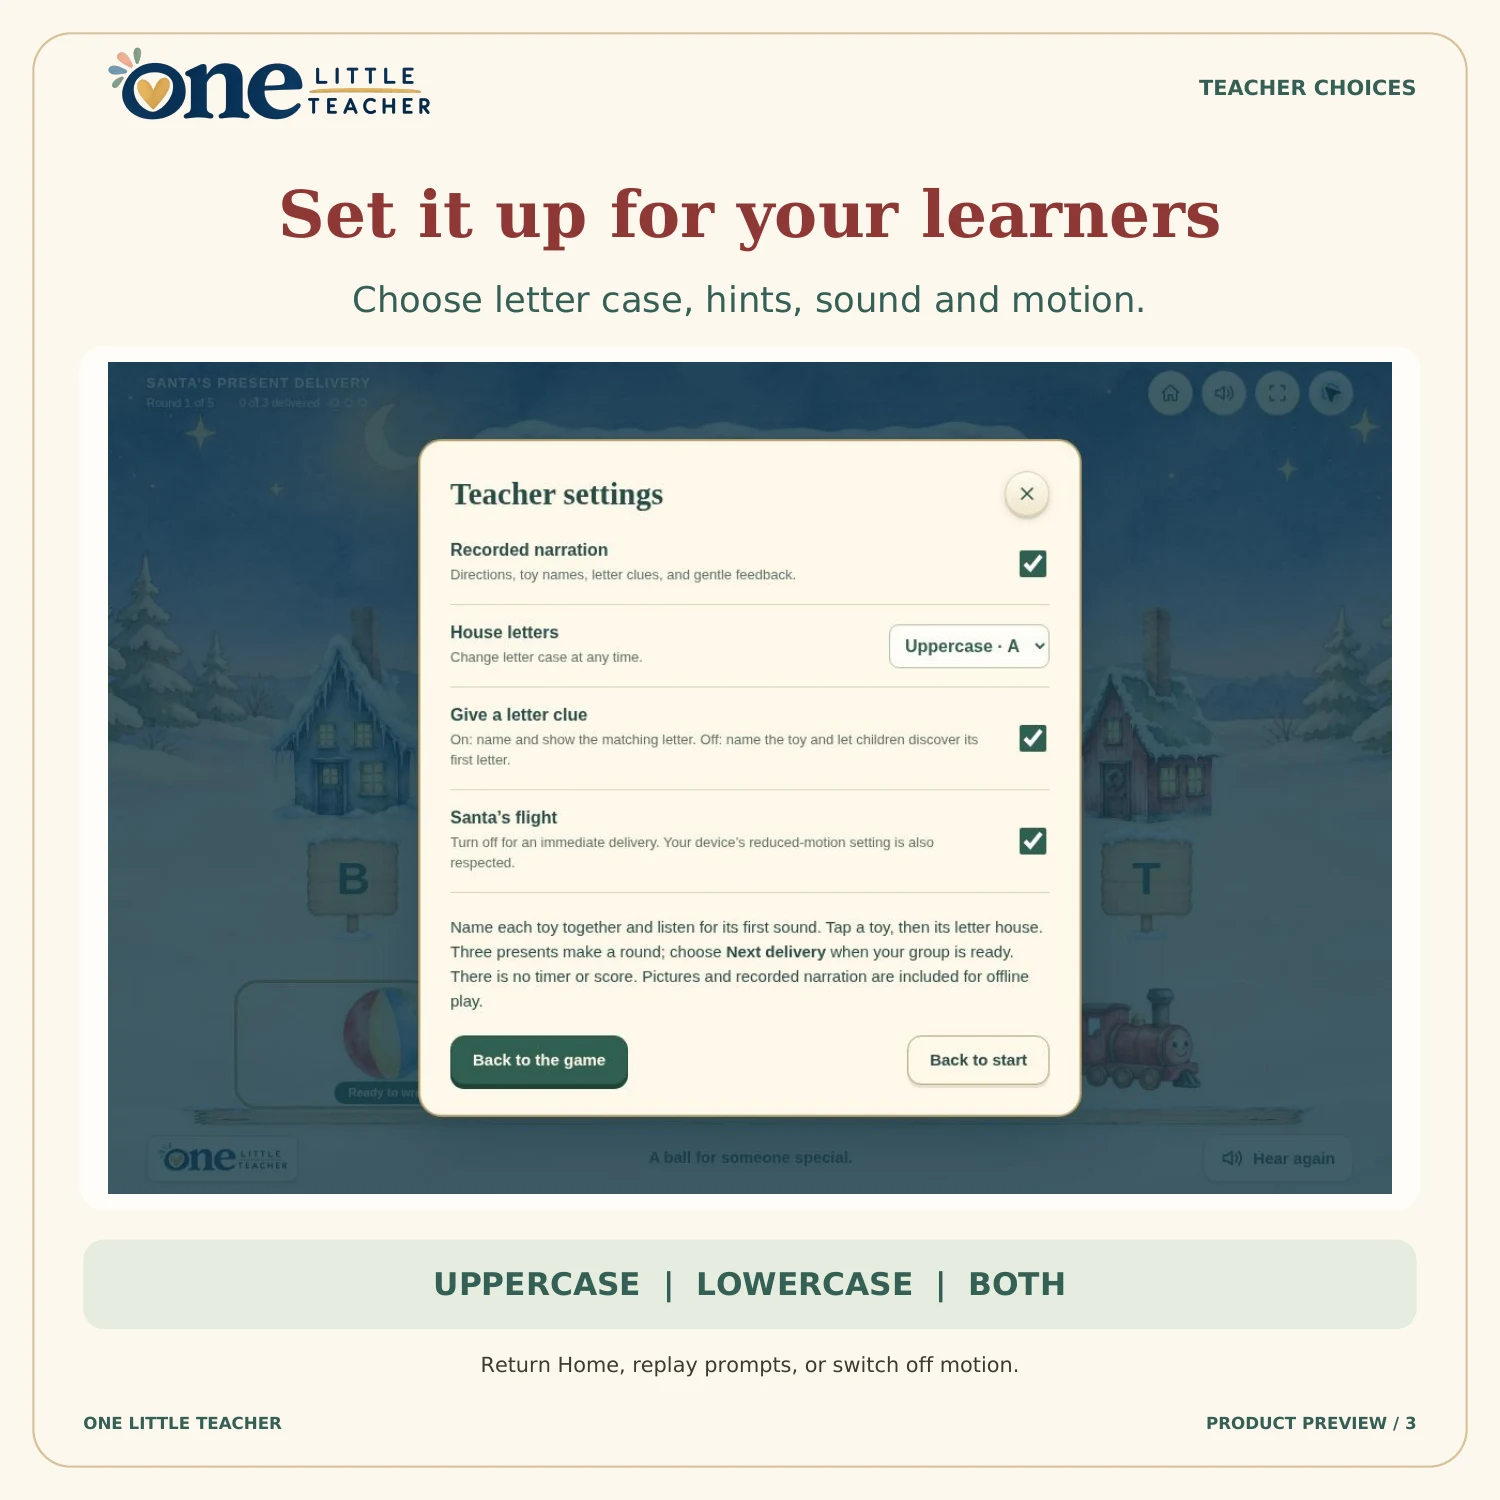 one LITTLE TEACHER
TEACHER CHOICES
Set it up for your learners
Choose letter case, hints, sound and motion.
SANTA'S PRESENT DELIVERY
Round 1 of 5 0 of 3 delivered
Teacher settings
Recorded narration
Directions, toy names, letter clues, and gentle feedback.
House letters
Change letter case at any time.
Uppercase · A
Give a letter clue
On: name and show the matching letter. Off: name the toy and let children discover its
first letter.
Santa’s flight
Turn off for an immediate delivery. Your device’s reduced-motion setting is also
respected.
B
T
Name each toy together and listen for its first sound. Tap a toy, then its letter house.
Three presents make a round; choose Next delivery when your group is ready.
There is no timer or score. Pictures and recorded narration are included for offline
play.
Back to the game
Back to start
Ready to
one LITTLE TEACHER
A ball for someone special.
Hear again
UPPERCASE | LOWERCASE | BOTH
Return Home, replay prompts, or switch off motion.
ONE LITTLE TEACHER
PRODUCT PREVIEW / 3